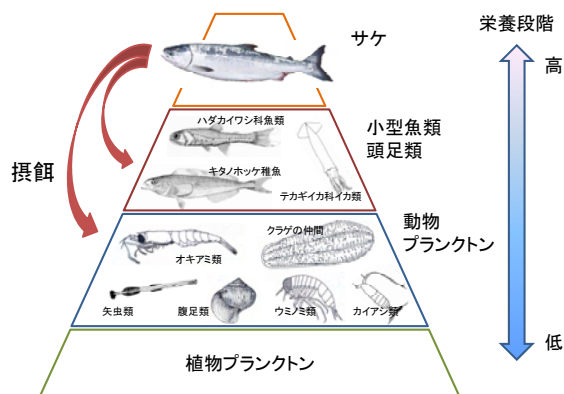 サケ
栄養段階
高
ハダカイワシ科魚類
小型魚類
頭足類
キタノホッケ稚魚
テカギイカ科イカ類
摂餌
動物
プランクトン
クラゲの仲間
オキアミ類
矢虫類
腹足類
ウミノミ類
カイアシ類
低
植物プランクトン